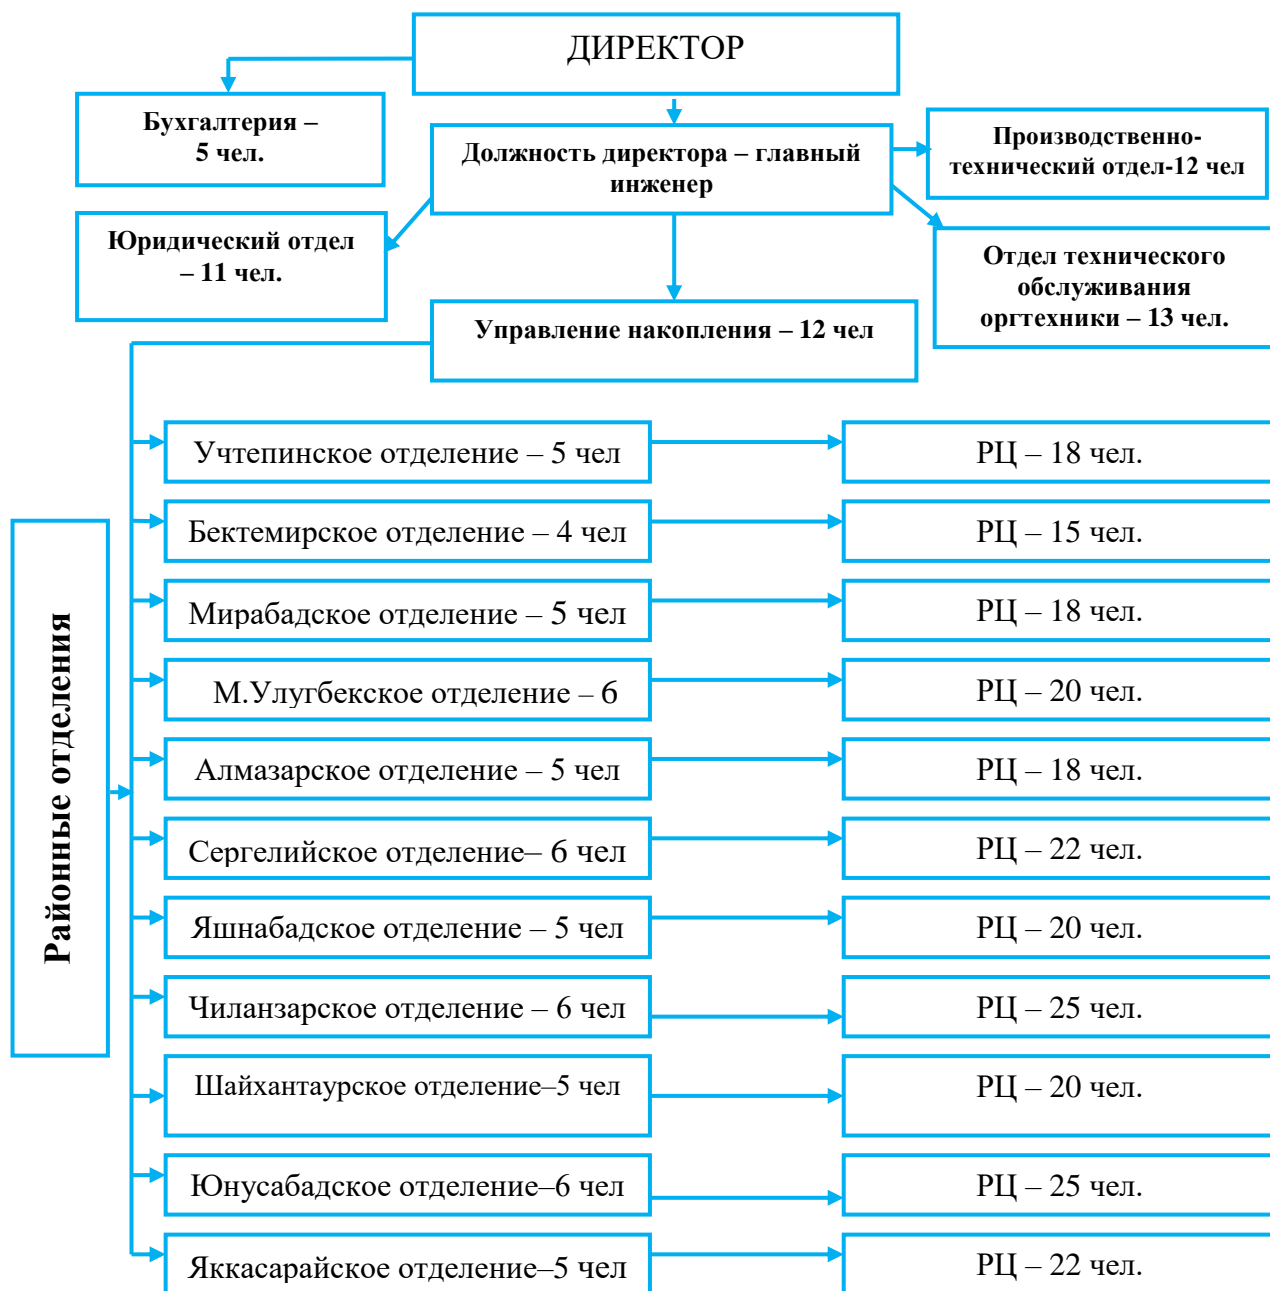 ДИРЕКТОР
Бухгалтерия –
5 чел.
Должность директора – главный
инженер
Производственно-
технический отдел-12 чел
Юридический отдел
– 11 чел.
Отдел технического
обслуживания
оргтехники – 13 чел.
Управление накопления – 12 чел
Районные отделения
Учтепинское отделение – 5 чел
РЦ – 18 чел.
Бектемирское отделение – 4 чел
РЦ – 15 чел.
Мирабадское отделение – 5 чел
РЦ – 18 чел.
М.Улугбекское отделение – 6
РЦ – 20 чел.
Алмазарское отделение – 5 чел
РЦ – 18 чел.
Сергелийское отделение– 6 чел
РЦ – 22 чел.
Яшнабадское отделение – 5 чел
РЦ – 20 чел.
Чиланзарское отделение – 6 чел
РЦ – 25 чел.
Шайхантаурское отделение–5 чел
РЦ – 20 чел.
Юнусабадское отделение–6 чел
РЦ – 25 чел.
Яккасарайское отделение–5 чел
РЦ – 22 чел.